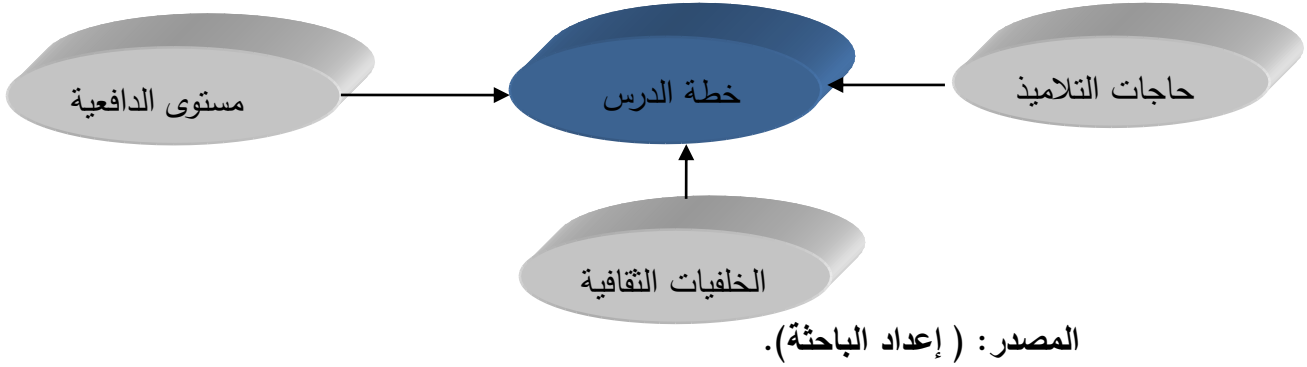 حاجات التلاميذ
خطة الدرس
مستوى الدافعية
الخلفيات الثقافية
المصدر: ( إعداد الباحثة).